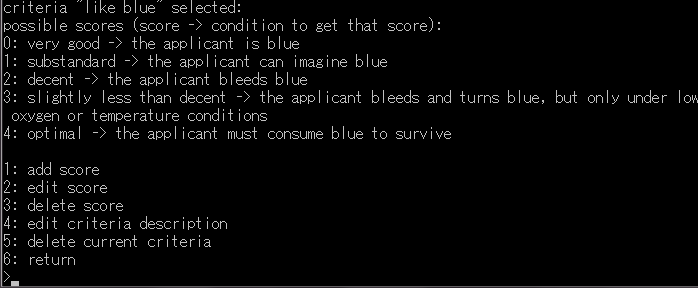 criteria "like blue" selected:
possible scores (score -> condition to get that score):
0: very good -> the applicant is blue
1: substandard -> the applicant can imagine blue
2: decent -> the applicant bleeds blue
3: slightly less than decent -> the applicant bleeds and turns blue, but only under low
oxygen or temperature conditions
4: optimal -> the applicant must consume blue to survive
1: add score
2: edit score
3: delete score
4: edit criteria description
5: delete current criteria
6: return
>